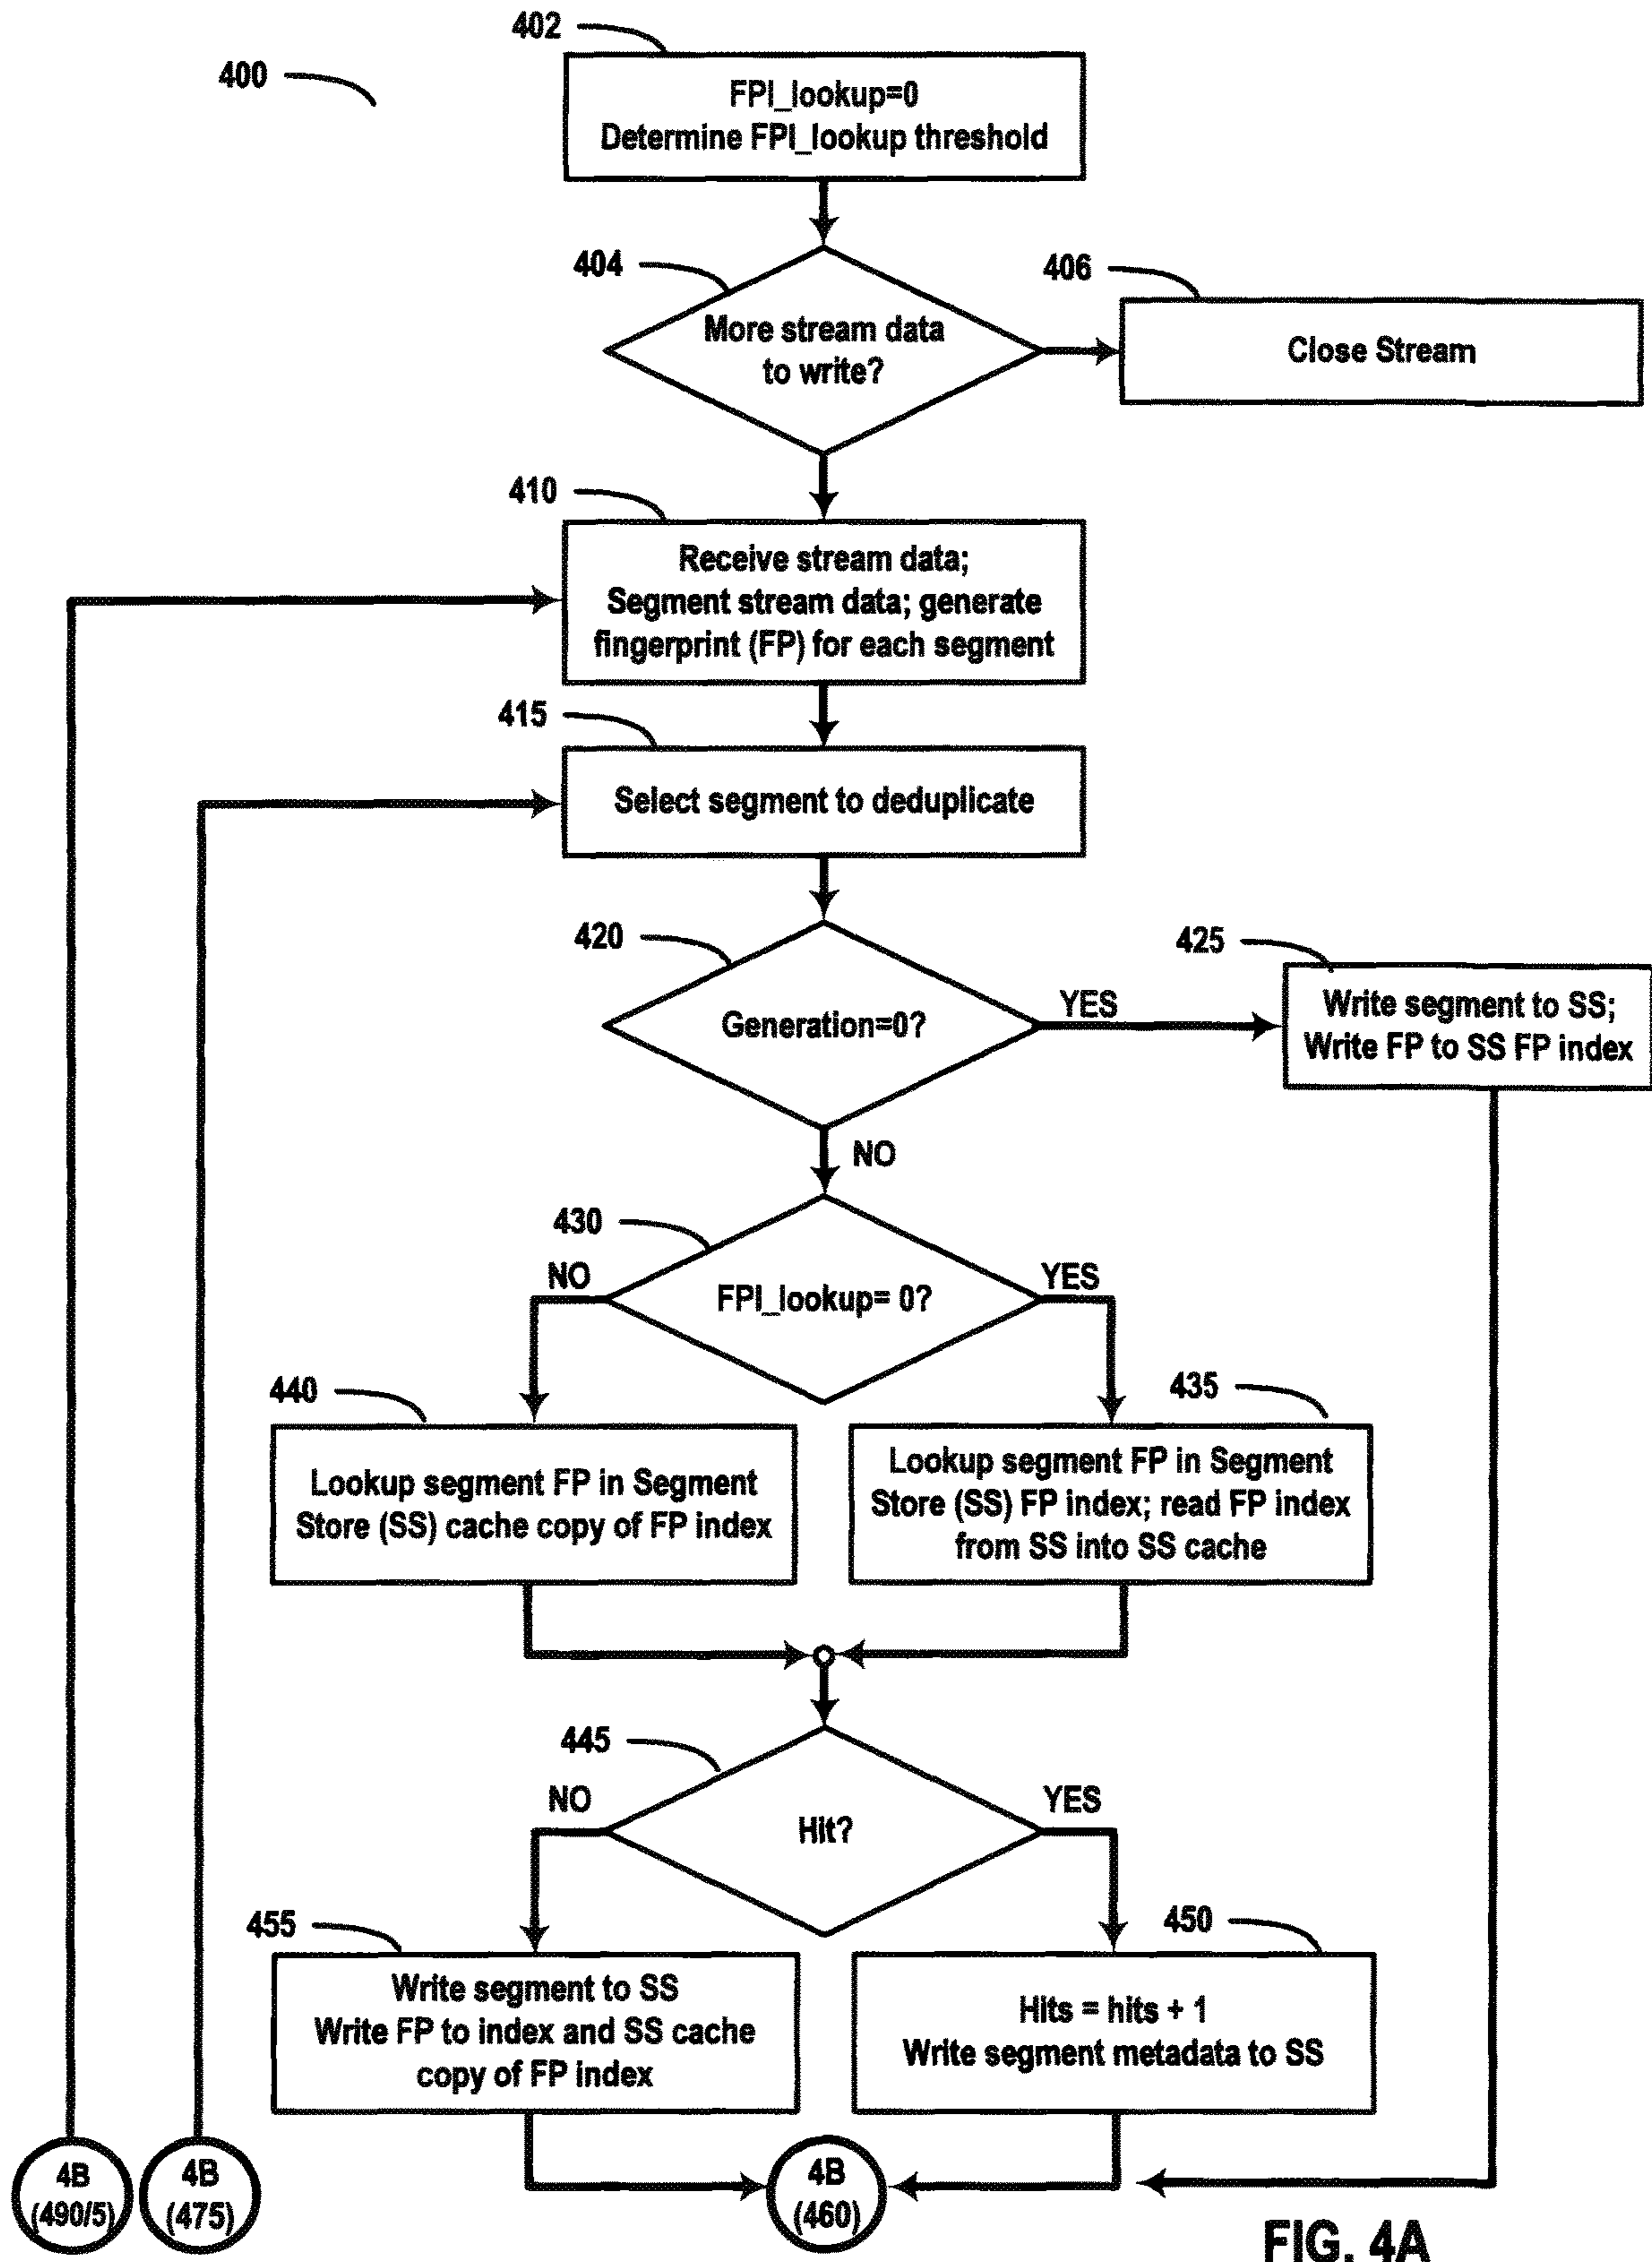 402
400
FPI_lookup=0
Determine FPI_lookup threshold
404
406
More stream data
to write?
Close Stream
410
Receive stream data;
Segment stream data; generate
fingerprint (FP) for each segment
415
Select segment to deduplicate
420
425
Generation=0?
YES
Write segment to SS;
Write FP to SS FP index
NO
430
NO
YES
FPI_lookup= 0?
440
435
Lookup segment FP in Segment
Store (SS) cache copy of FP index
Lookup segment FP in Segment
Store (SS) FP index; read FP index
from SS into SS cache
445
NO
YES
Hit?
455
450
Write segment to SS
Write FP to index and SS cache
copy of FP index
Hits = hits + 1
Write segment metadata to SS
4B
(490/5)
4B
(475)
4B
(460)
FIG. 4A